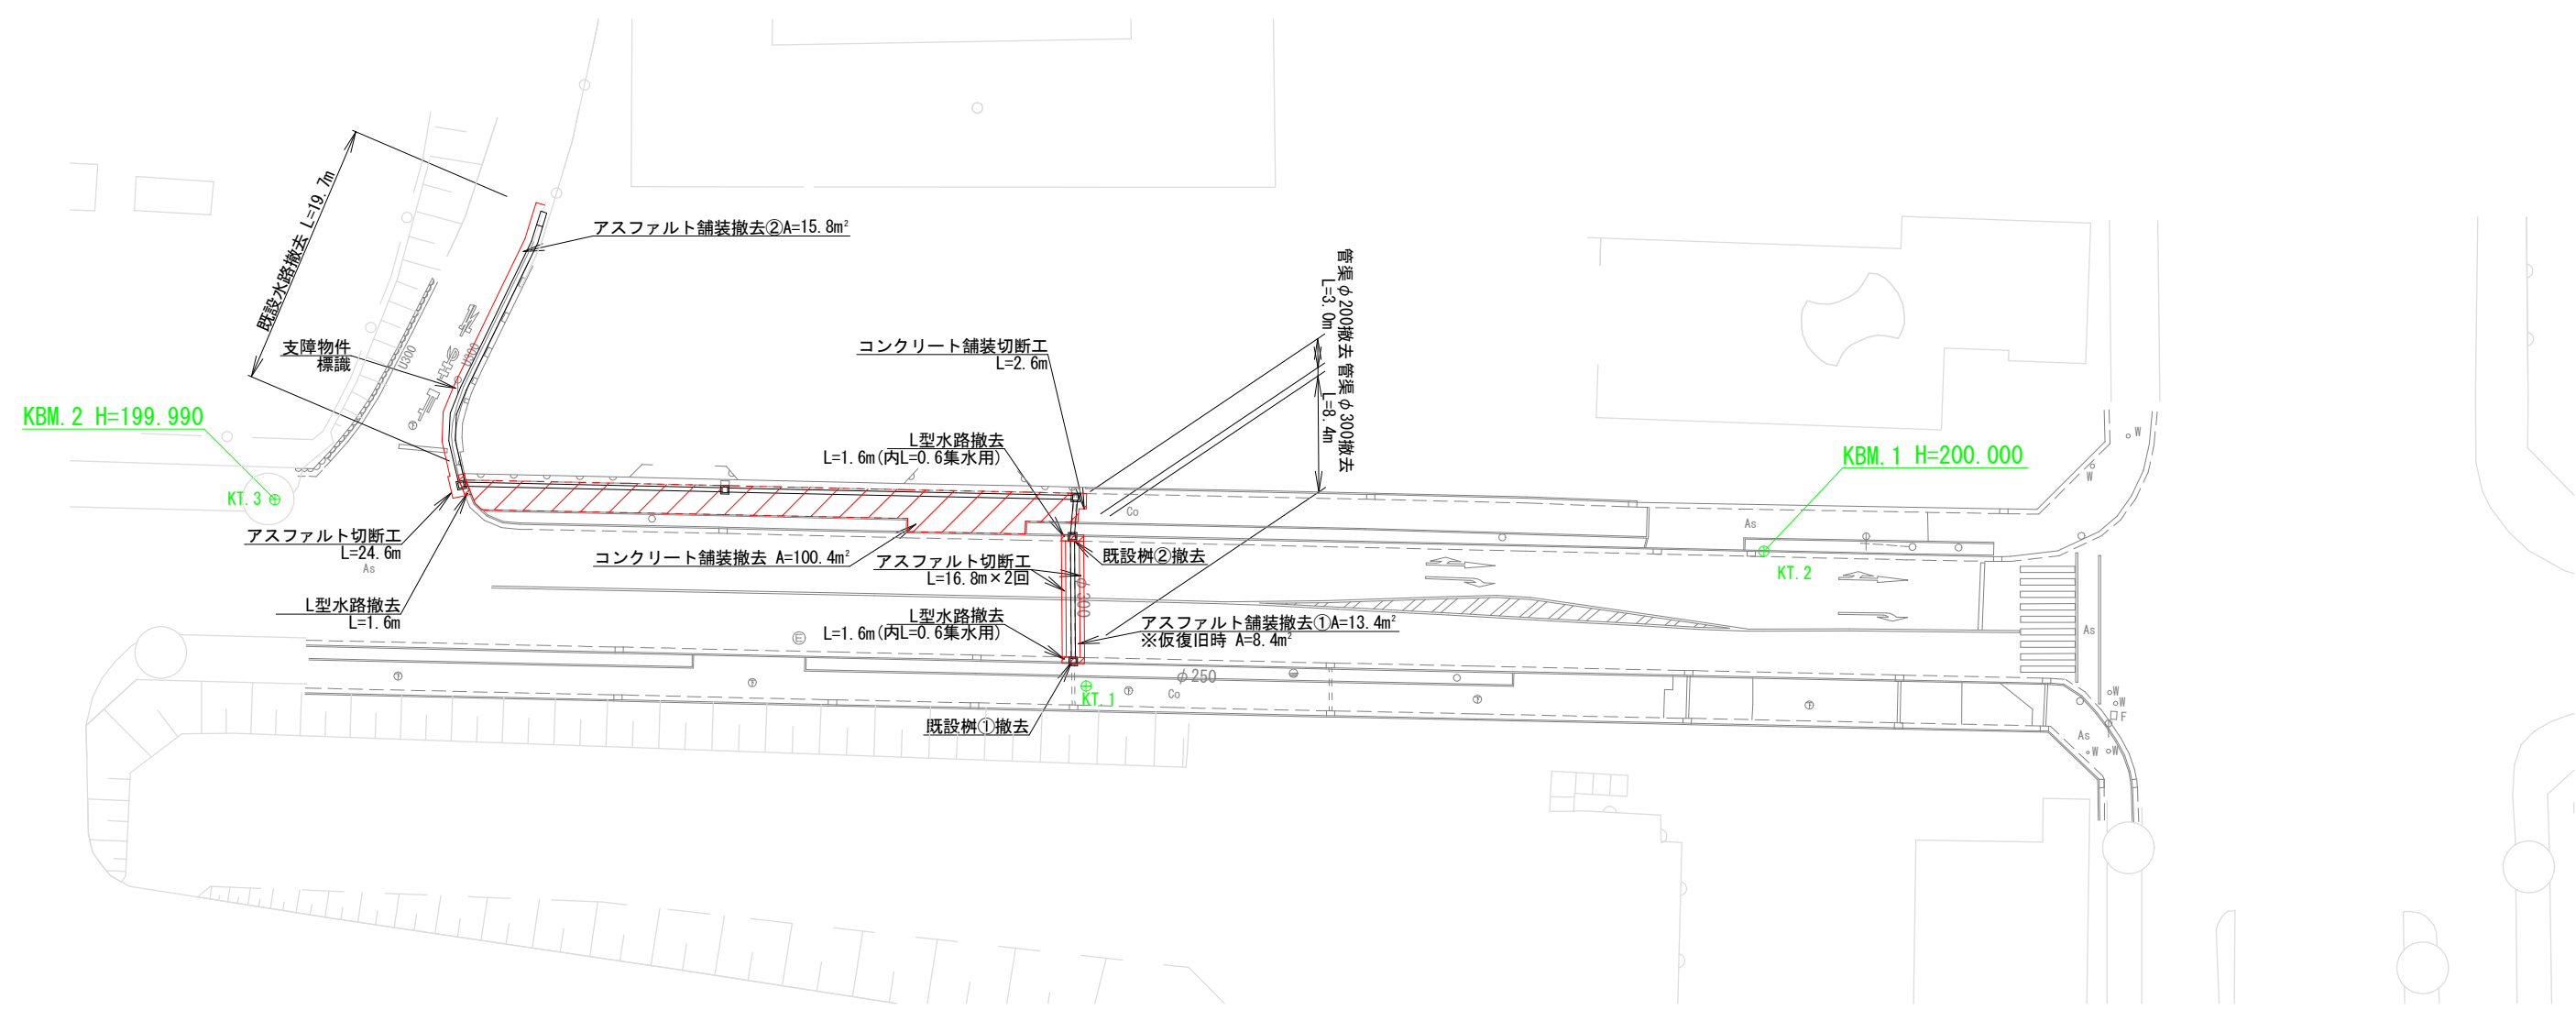 既設水路撤去 L=19.7m
アスファルト舗装撤去②A=15.8m²
支障物件
標識
U300
U300
止まれ
KBM.2 H=199.990
KT.3
コンクリート舗装切断工
L=2.6m
管渠φ200撤去
L=3.0m
管渠φ300撤去
L=8.4m
L型水路撤去
L=1.6m(内L=0.6集水用)
KBM.1 H=200.000
Co
As
アスファルト切断工
L=24.6m
As
コンクリート舗装撤去 A=100.4m²
アスファルト切断工
L=16.8m×2回
既設桝②撤去
KT.2
φ300
L型水路撤去
L=1.6m
L型水路撤去
L=1.6m(内L=0.6集水用)
アスファルト舗装撤去①A=13.4m²
※仮復旧時 A=8.4m²
E
φ250
Co
KT.1
既設桝①撤去
W
W
As
W
W
F
As
W
W